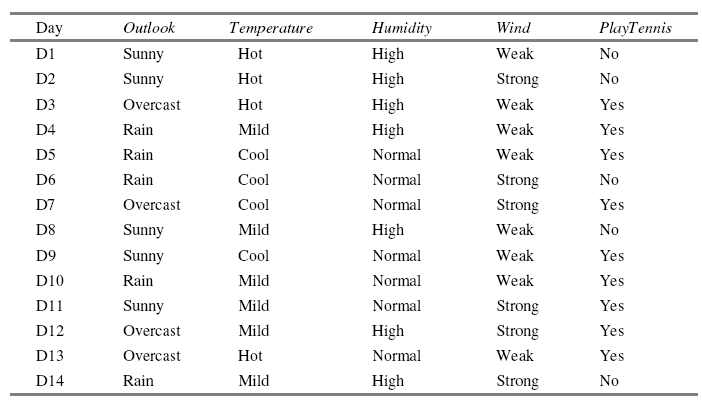 Day Outlook Temperature Humidity Wind PlayTennis
D1 Sunny Hot High Weak No
D2 Sunny Hot High Strong No
D3 Overcast Hot High Weak Yes
D4 Rain Mild High Weak Yes
D5 Rain Cool Normal Weak Yes
D6 Rain Cool Normal Strong No
D7 Overcast Cool Normal Strong Yes
D8 Sunny Mild High Weak No
D9 Sunny Cool Normal Weak Yes
D10 Rain Mild Normal Weak Yes
D11 Sunny Mild Normal Strong Yes
D12 Overcast Mild High Strong Yes
D13 Overcast Hot Normal Weak Yes
D14 Rain Mild High Strong No